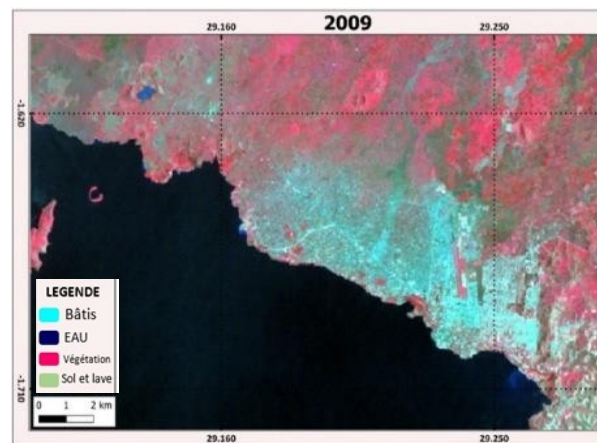 2009
29.160 29.250
-1.620
-1.710
LEGENDE
Bâtis
EAU
Végétation
Sol et lave
0 1 2 km
29.160 29.250